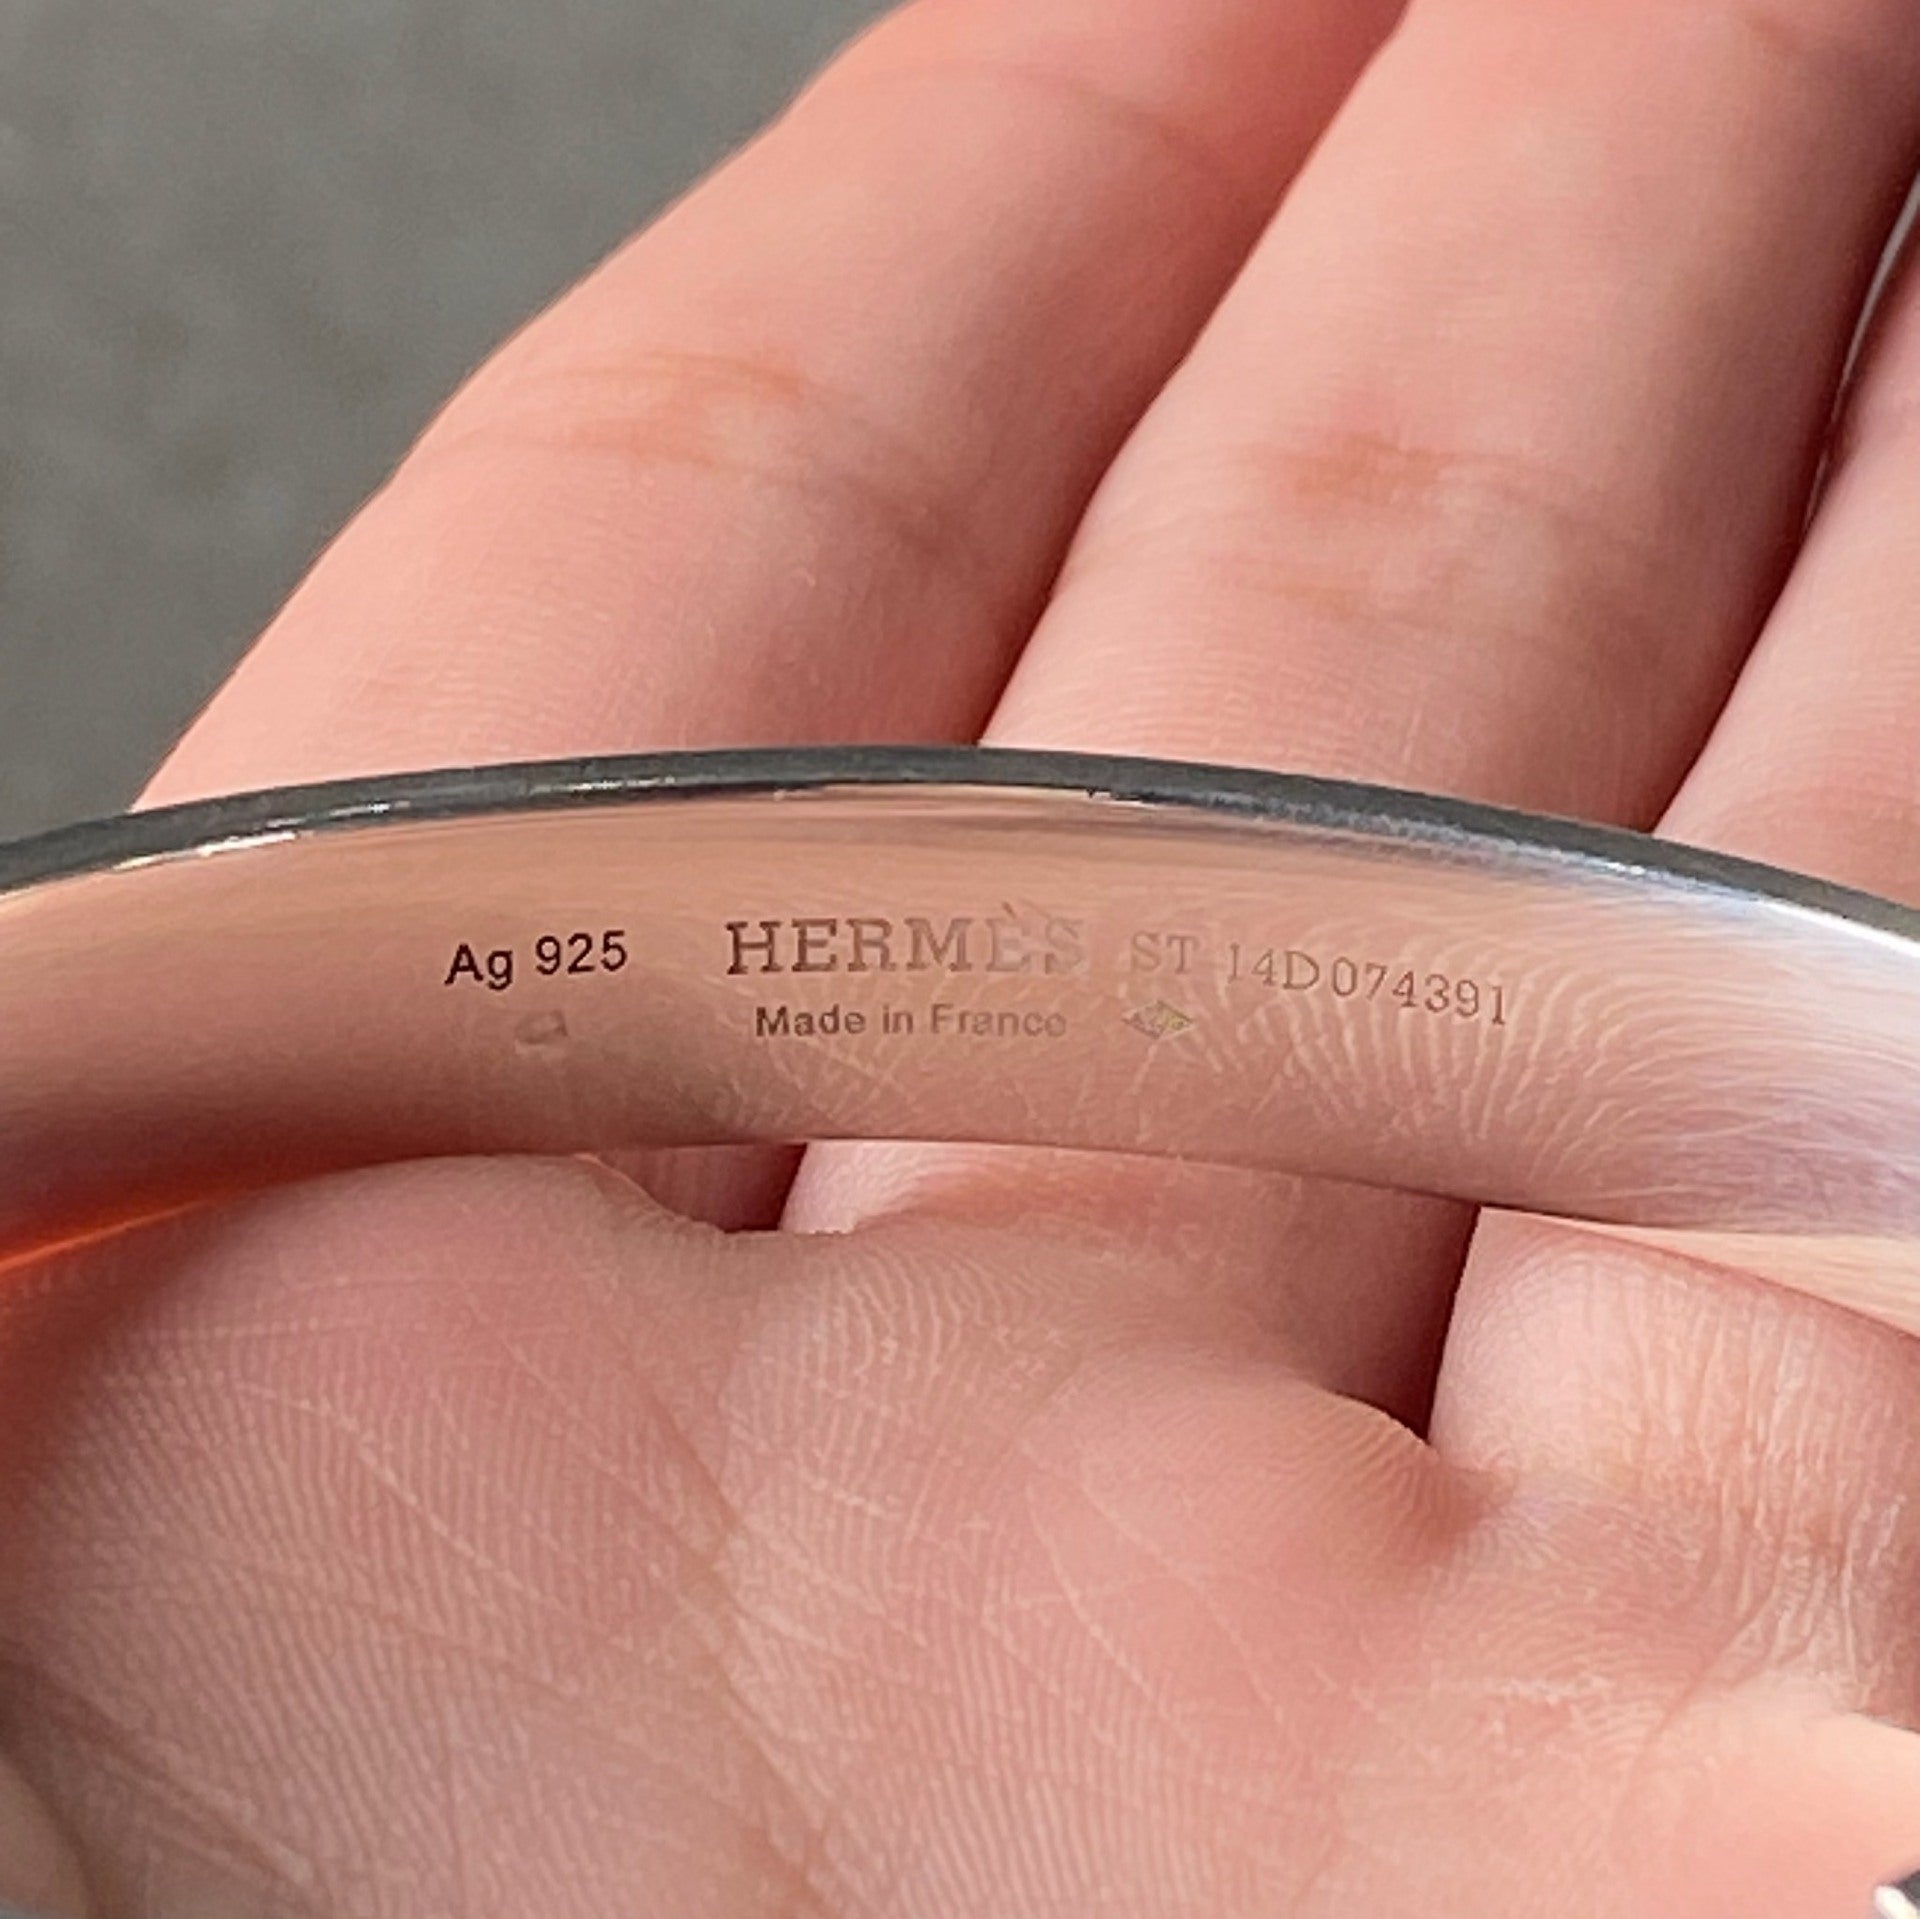 Ag 925 HERMÈS ST 14D074391
Made in France